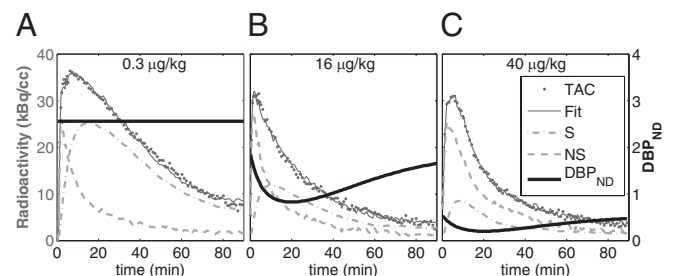 A B C
Radioactivity (kBq/cc)
40
30
20
10
0
0.3 μg/kg
0 20 40 60 80
time (min)
16 μg/kg
0 20 40 60 80
time (min)
40 μg/kg
TAC
Fit
S
NS
DBP_ND
0 20 40 60 80
time (min)
4
3
2
1
0
DBP_ND